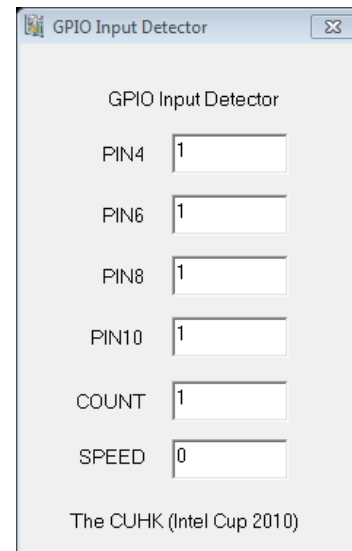 GPIO Input Detector
GPIO Input Detector
PIN4 1
PIN6 1
PIN8 1
PIN10 1
COUNT 1
SPEED 0
The CUHK (Intel Cup 2010)